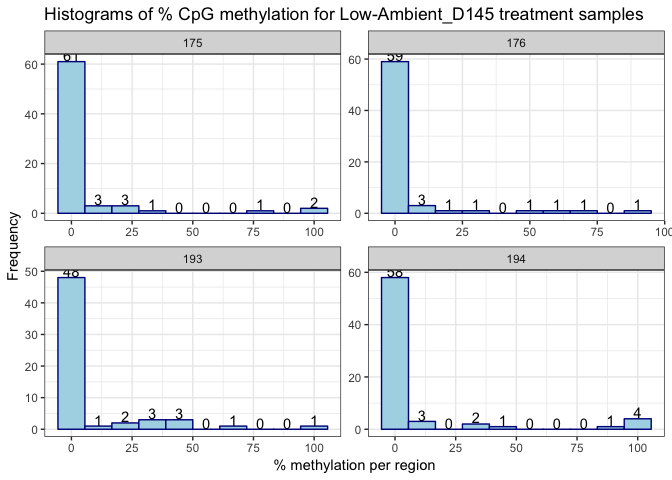 Histograms of % CpG methylation for Low-Ambient_D145 treatment samples
175
176
61
60
40
20
0
3 3 1 0 0 0 1 0 2
0 25 50 75 100
59
60
40
20
0
3 1 1 0 1 1 1 0 1
0 25 50 75 100
Frequency
193
194
48
50
40
30
20
10
0
1 2 3 3 0 1 0 0 1
0 25 50 75 100
58
60
40
20
0
3 0 2 1 0 0 0 1 4
0 25 50 75 100
% methylation per region